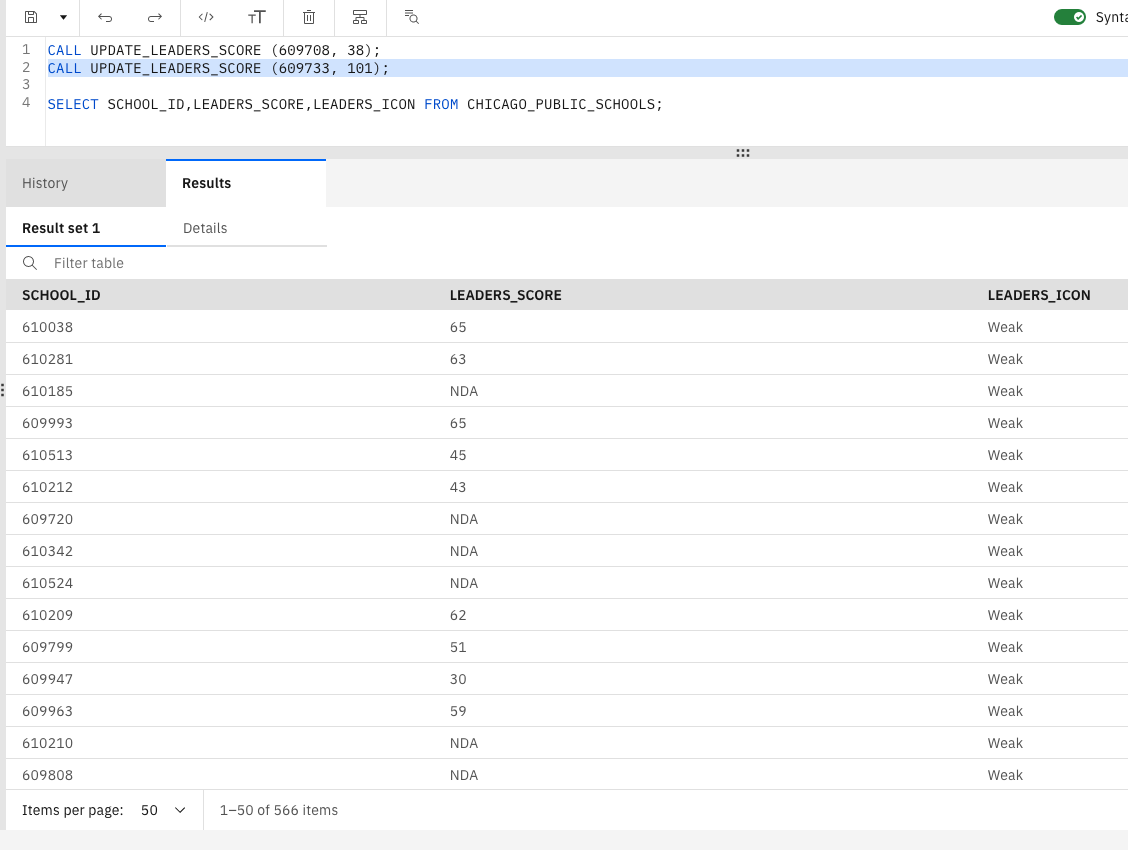 Synta
1 CALL UPDATE_LEADERS_SCORE (609708, 38);
2 CALL UPDATE_LEADERS_SCORE (609733, 101);
3
4 SELECT SCHOOL_ID,LEADERS_SCORE,LEADERS_ICON FROM CHICAGO_PUBLIC_SCHOOLS;
History Results
Result set 1 Details
Filter table
SCHOOL_ID LEADERS_SCORE LEADERS_ICON
610038 65 Weak
610281 63 Weak
610185 NDA Weak
609993 65 Weak
610513 45 Weak
610212 43 Weak
609720 NDA Weak
610342 NDA Weak
610524 NDA Weak
610209 62 Weak
609799 51 Weak
609947 30 Weak
609963 59 Weak
610210 NDA Weak
609808 NDA Weak
Items per page: 50 1–50 of 566 items